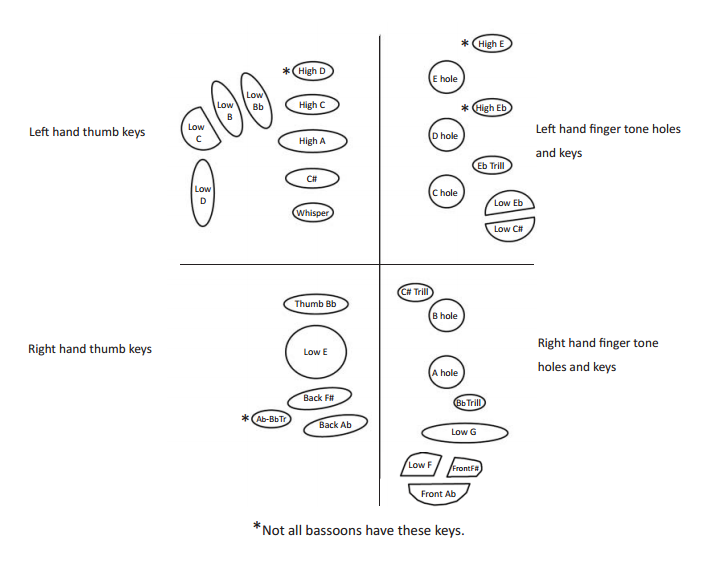 * High E
* High D
E hole
Low
Bb
High C
* High Eb
Low
B
Low
C
High A
D hole
Left hand thumb keys
Left hand finger tone holes
and keys
Eb Trill
C#
Low
D
C hole
Low Eb
Whisper
Low C#
C# Trill
Thumb Bb
B hole
Right hand thumb keys
Low E
Right hand finger tone
holes and keys
A hole
Back F#
Bb Trill
* Ab-BbTr
Back Ab
Low G
Low F
FrontF#
Front Ab
*Not all bassoons have these keys.